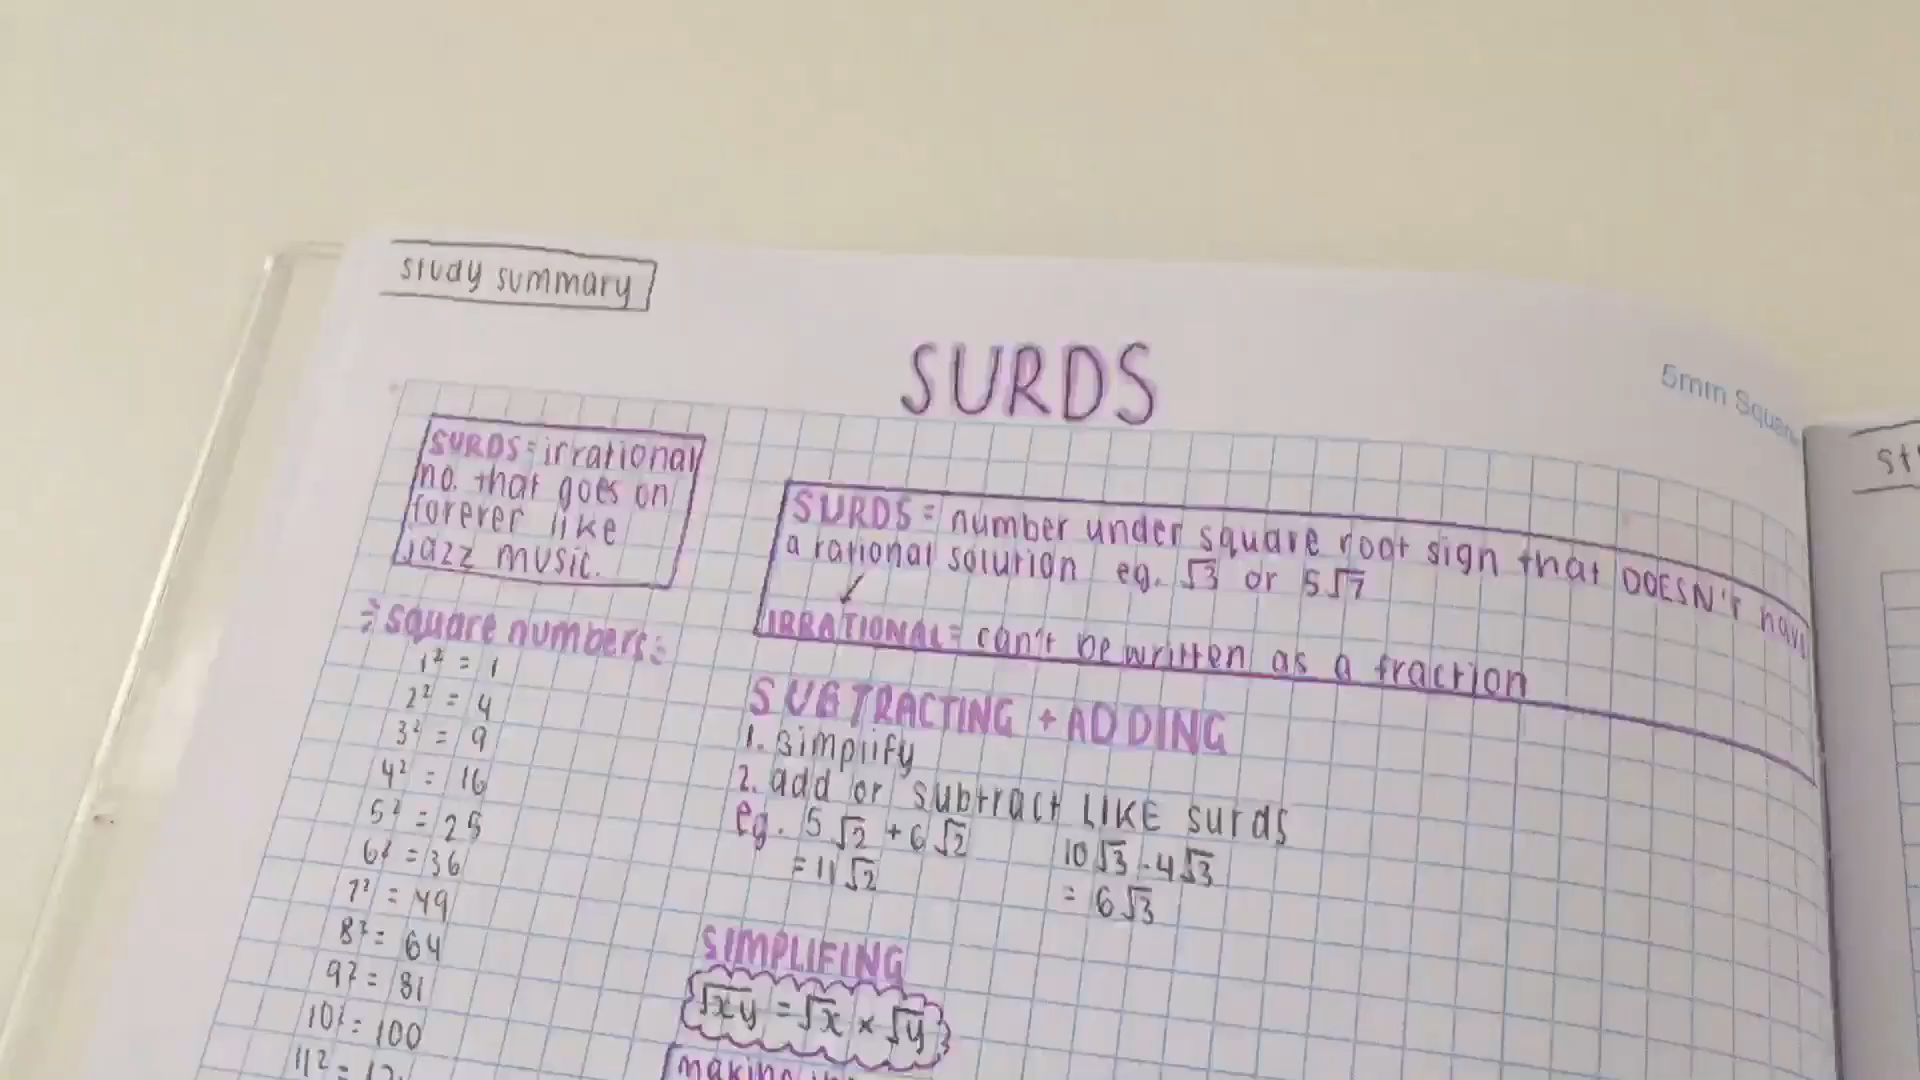 study summary
SURDS
5mm Squar
st
SURDS = irrational
no. that goes on
forever like
jazz music.
SURDS = number under square root sign that DOESN'T have
a rational solution eg. √3 or 5√7
IRRATIONAL = can't be written as a fraction
square numbers:
1² = 1
2² = 4
3² = 9
4² = 16
5² = 25
6² = 36
7² = 49
8² = 64
9² = 81
10² = 100
11² =
SUBTRACTING + ADDING
1. simplify
2. add or subtract LIKE surds
eg. 5√2 + 6√2 10√3 - 4√3
= 11√2 = 6√3
SIMPLIFING
√xy = √x × √y
making